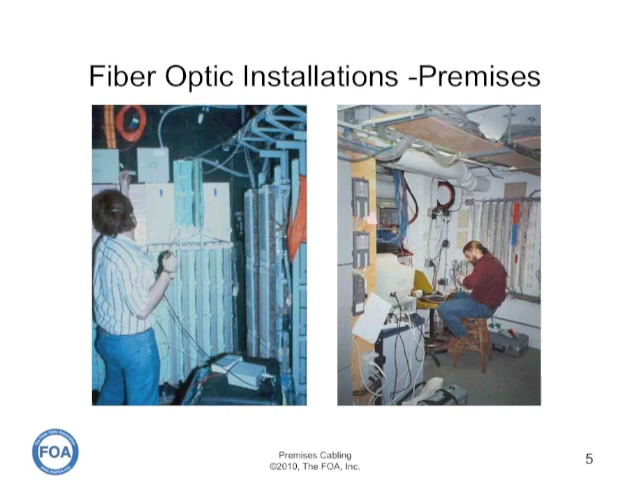 Fiber Optic Installations -Premises
FOA
Premises Cabling
©2010, The FOA, Inc.
5